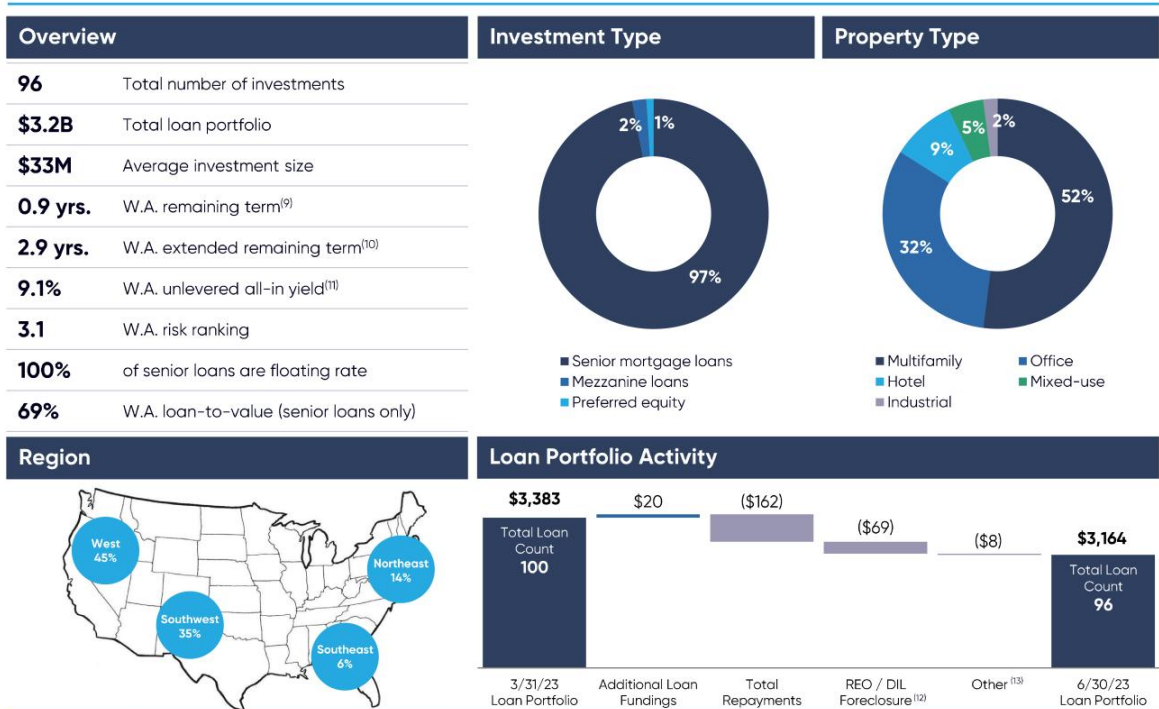 Overview
96 Total number of investments
$3.2B Total loan portfolio
$33M Average investment size
0.9 yrs. W.A. remaining term(9)
2.9 yrs. W.A. extended remaining term(10)
9.1% W.A. unlevered all-in yield(11)
3.1 W.A. risk ranking
100% of senior loans are floating rate
69% W.A. loan-to-value (senior loans only)
Investment Type
2%
1%
97%
Senior mortgage loans
Mezzanine loans
Preferred equity
Property Type
5%
2%
9%
52%
32%
Multifamily
Office
Hotel
Mixed-use
Industrial
Region
West
45%
Northeast
14%
Southwest
35%
Southeast
6%
Loan Portfolio Activity
$3,383
Total Loan
Count
100
$20
($162)
($69)
($8)
$3,164
Total Loan
Count
96
3/31/23
Loan Portfolio
Additional Loan
Fundings
Total
Repayments
REO / DIL
Foreclosure(12)
Other (13)
6/30/23
Loan Portfolio